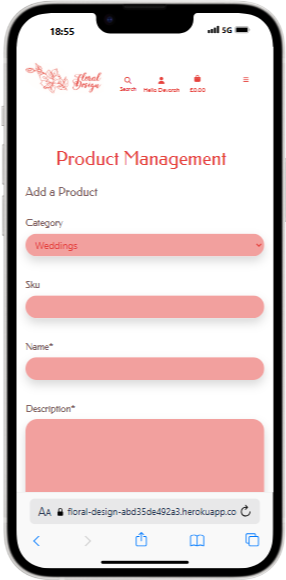 18:55
5G
Floral
Design
Search
Hello Devorah
£0.00
Product Management
Add a Product
Category
Weddings
Sku
Name*
Description*
AA floral-design-abd35de492a3.herokuapp.co